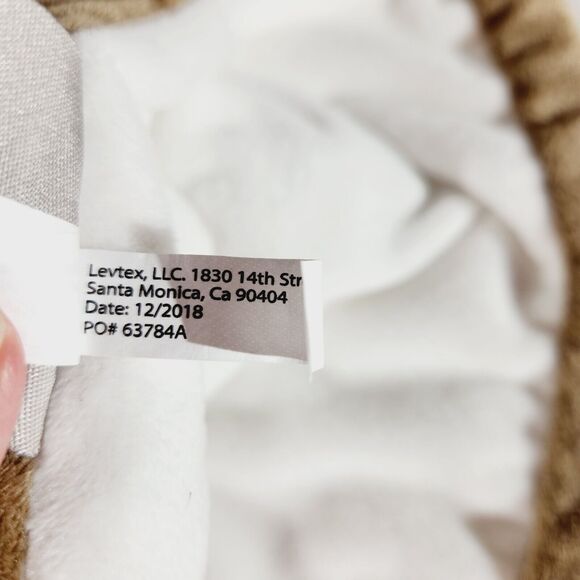 Levtex, LLC. 1830 14th Str
Santa Monica, Ca 90404
Date: 12/2018
PO# 63784A